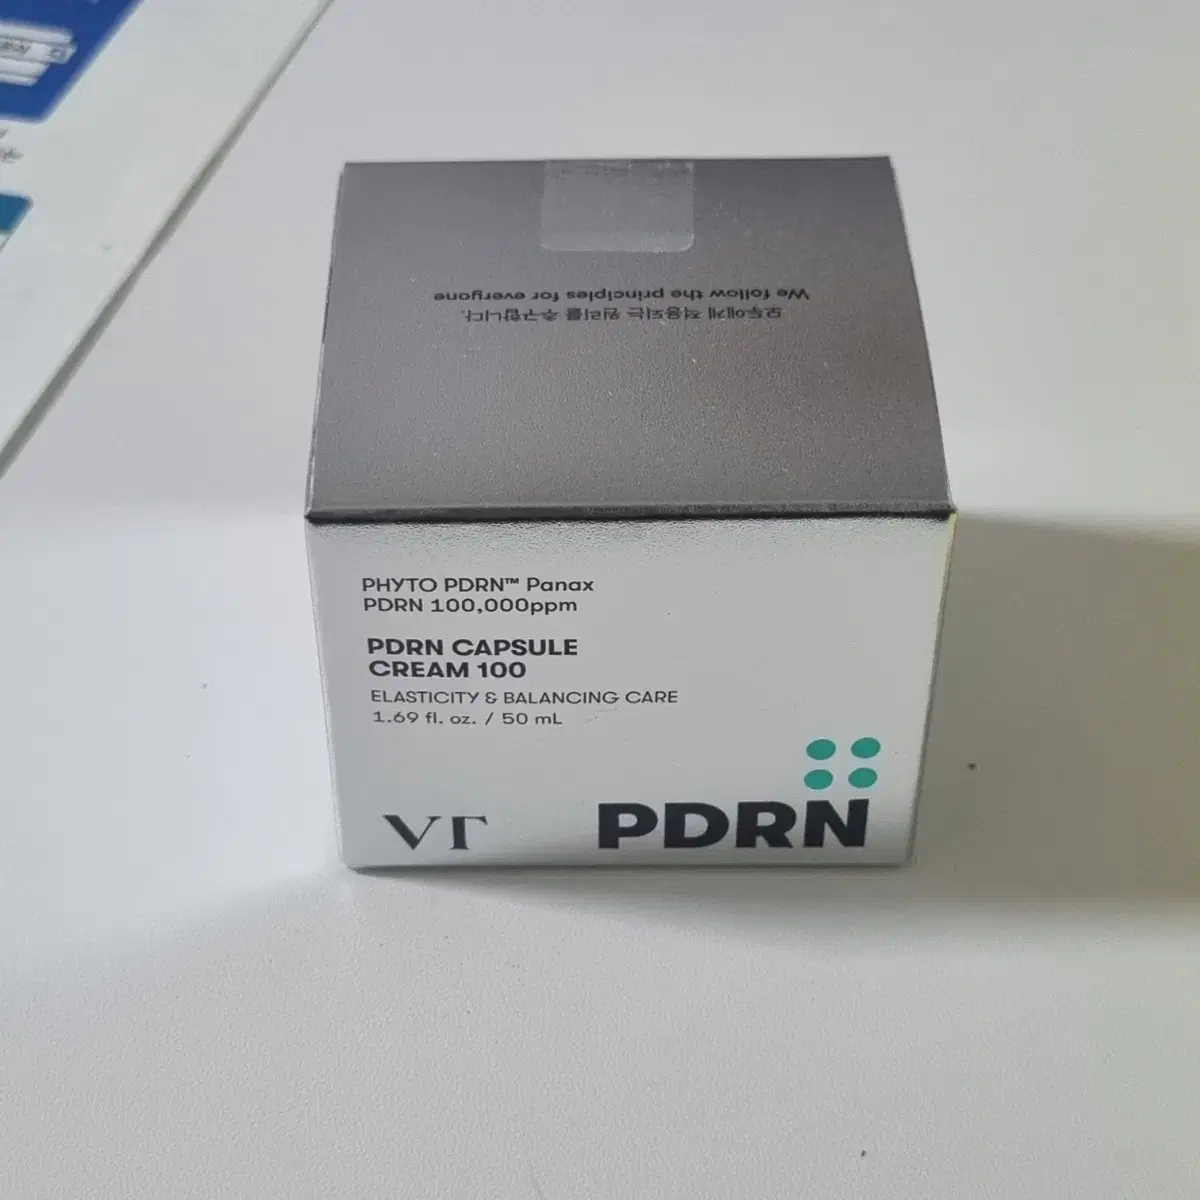 We follow the principles for everyone
모두에게 적용되는 원리를 추구합니다.
PHYTO PDRN™ Panax
PDRN 100,000ppm
PDRN CAPSULE
CREAM 100
ELASTICITY & BALANCING CARE
1.69 fl. oz. / 50 mL
VT
PDRN